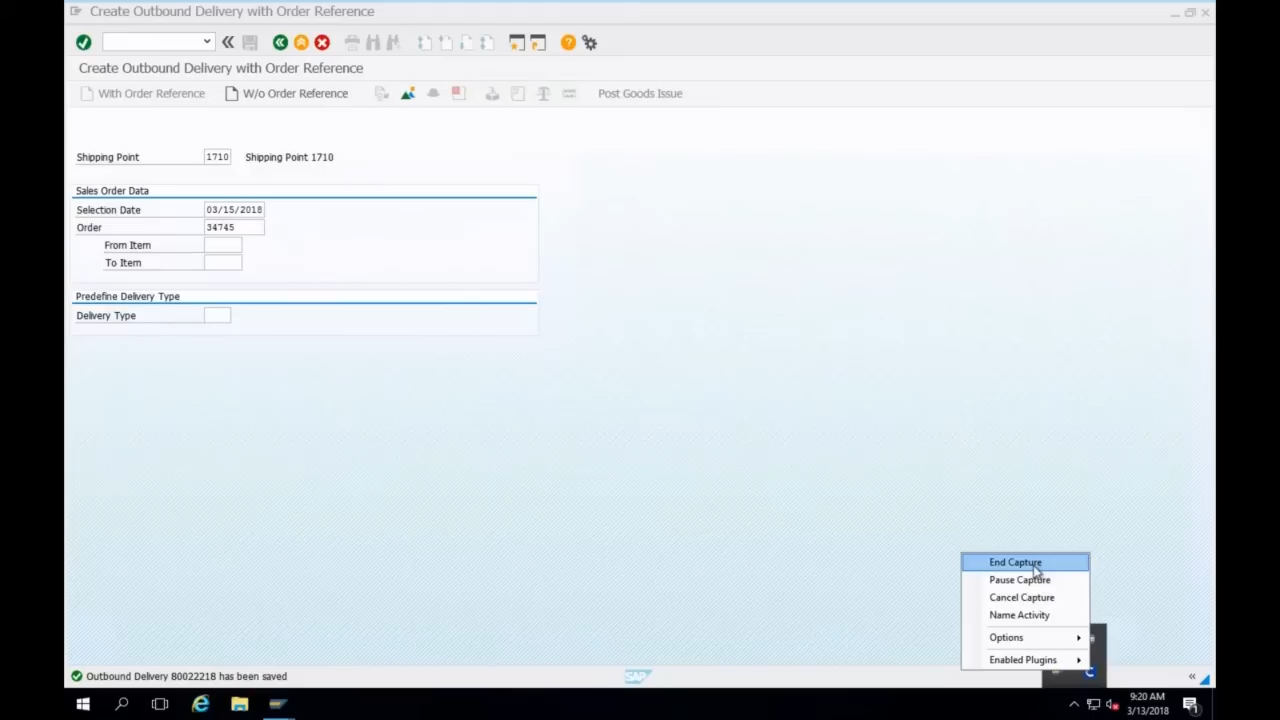 Create Outbound Delivery with Order Reference
Create Outbound Delivery with Order Reference
With Order Reference W/o Order Reference Post Goods Issue
Shipping Point 1710 Shipping Point 1710
Sales Order Data
Selection Date 03/15/2018
Order 34745
From Item
To Item
Predefine Delivery Type
Delivery Type
End Capture
Pause Capture
Cancel Capture
Name Activity
Options
Enabled Plugins
Outbound Delivery 80022218 has been saved
SAP
9:20 AM
3/13/2018
1